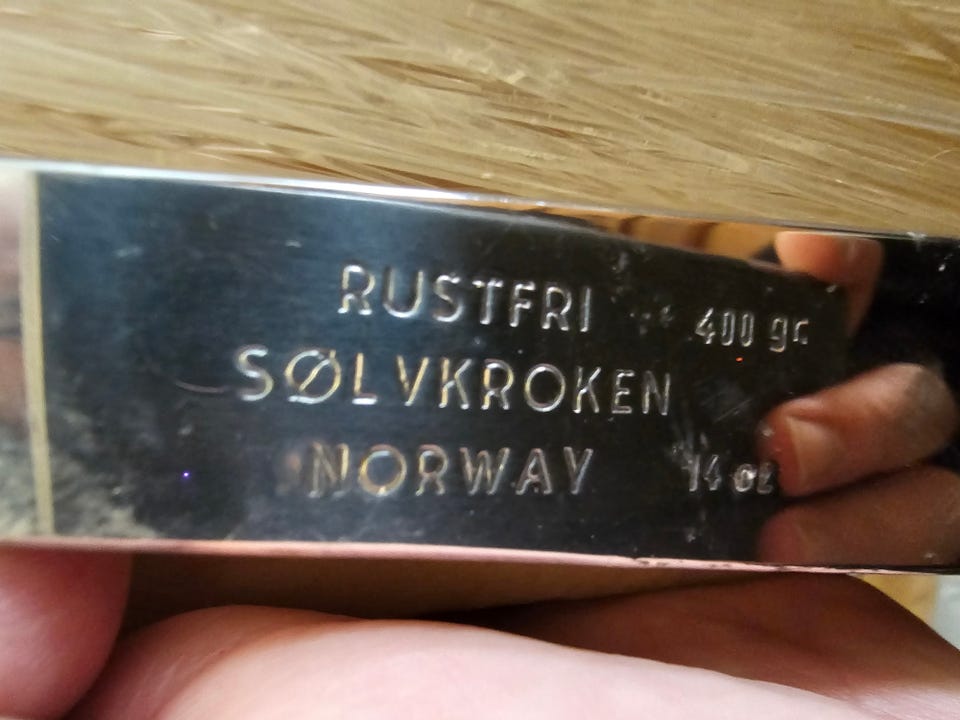 RUSTFRI
SØLVKROKEN
NORWAY
400 gr
14 oz